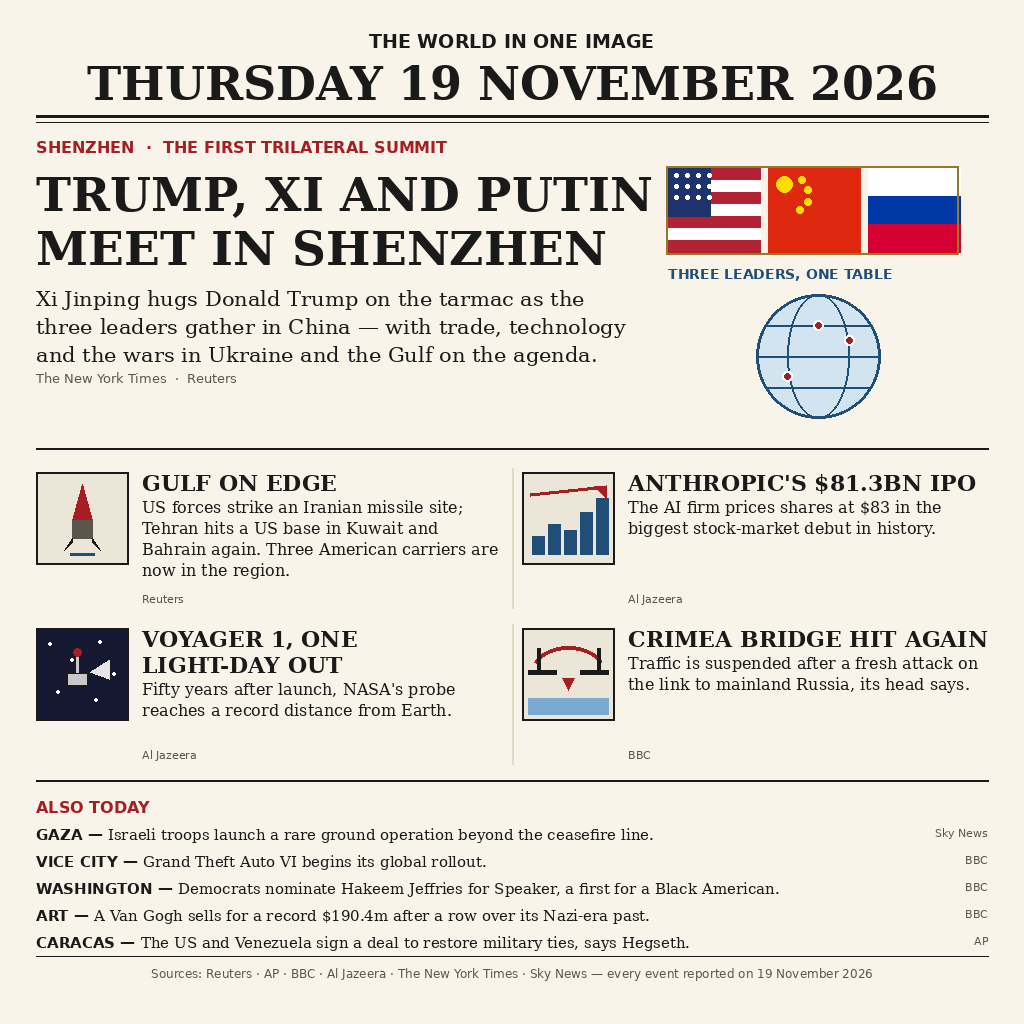 THE WORLD IN ONE IMAGE
THURSDAY 19 NOVEMBER 2026
SHENZHEN · THE FIRST TRILATERAL SUMMIT
TRUMP, XI AND PUTIN
MEET IN SHENZHEN
Xi Jinping hugs Donald Trump on the tarmac as the
three leaders gather in China — with trade, technology
and the wars in Ukraine and the Gulf on the agenda.
The New York Times · Reuters
THREE LEADERS, ONE TABLE
GULF ON EDGE
US forces strike an Iranian missile site;
Tehran hits a US base in Kuwait and
Bahrain again. Three American carriers are
now in the region.
Reuters
ANTHROPIC'S $81.3BN IPO
The AI firm prices shares at $83 in the
biggest stock-market debut in history.
Al Jazeera
VOYAGER 1, ONE
LIGHT-DAY OUT
Fifty years after launch, NASA's probe
reaches a record distance from Earth.
Al Jazeera
CRIMEA BRIDGE HIT AGAIN
Traffic is suspended after a fresh attack on
the link to mainland Russia, its head says.
BBC
ALSO TODAY
GAZA — Israeli troops launch a rare ground operation beyond the ceasefire line.
Sky News
VICE CITY — Grand Theft Auto VI begins its global rollout.
BBC
WASHINGTON — Democrats nominate Hakeem Jeffries for Speaker, a first for a Black American.
BBC
ART — A Van Gogh sells for a record $190.4m after a row over its Nazi-era past.
BBC
CARACAS — The US and Venezuela sign a deal to restore military ties, says Hegseth.
AP
Sources: Reuters · AP · BBC · Al Jazeera · The New York Times · Sky News — every event reported on 19 November 2026